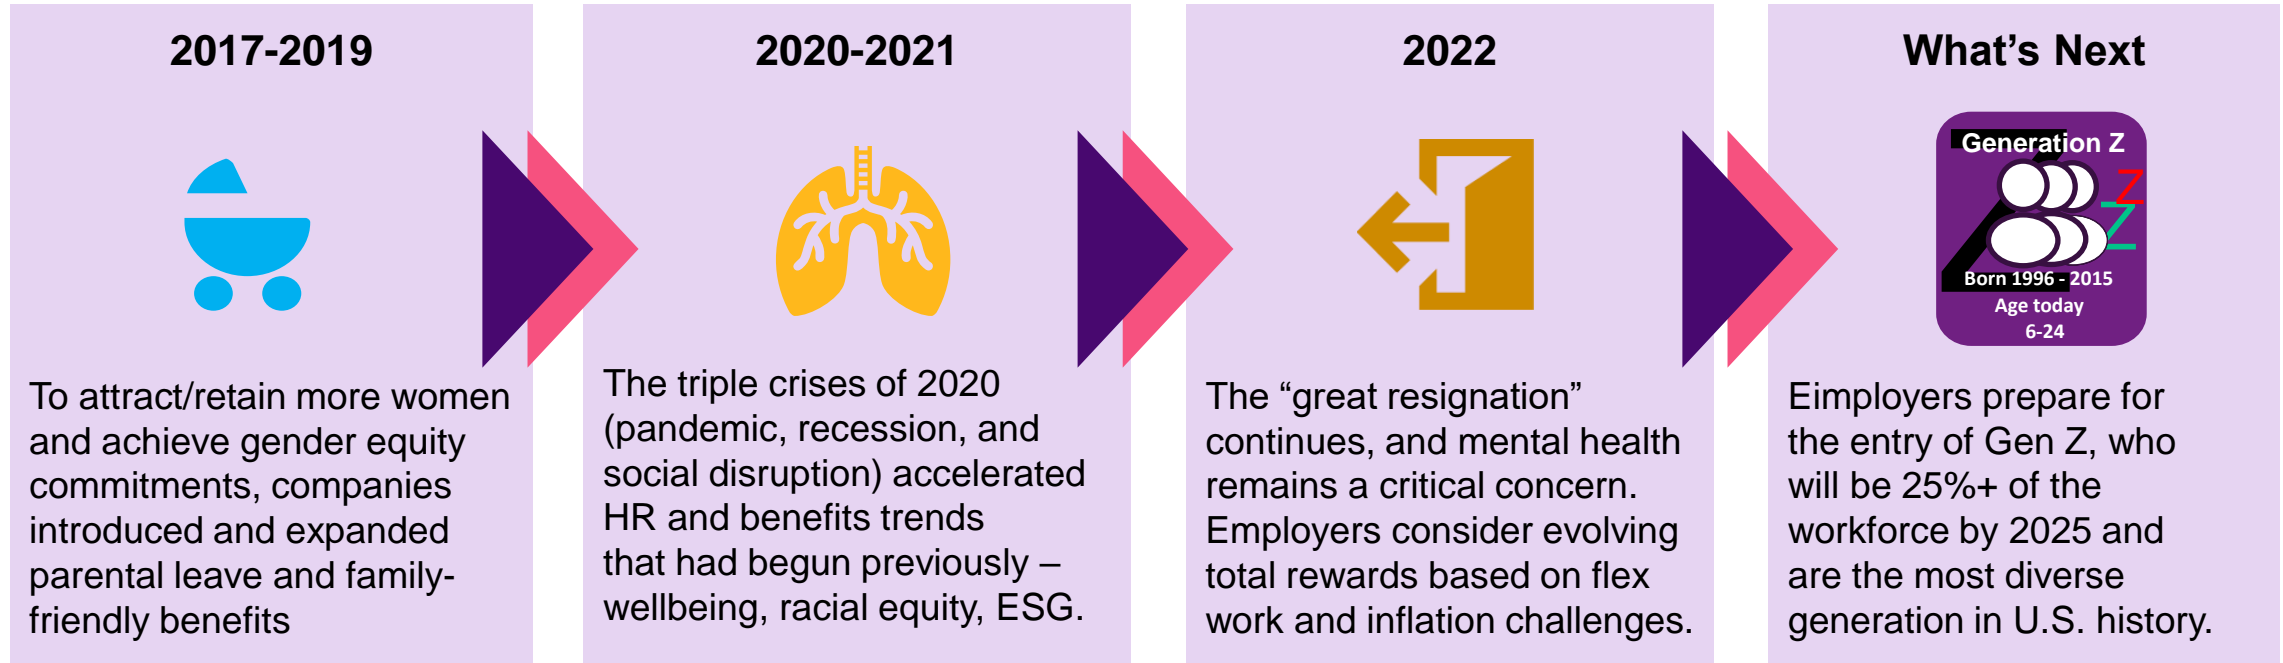 2017-2019
To attract/retain more women
and achieve gender equity
commitments, companies
introduced and expanded
parental leave and family-
friendly benefits
2020-2021
The triple crises of 2020
(pandemic, recession, and
social disruption) accelerated
HR and benefits trends
that had begun previously –
wellbeing, racial equity, ESG.
2022
The “great resignation”
continues, and mental health
remains a critical concern.
Employers consider evolving
total rewards based on flex
work and inflation challenges.
What’s Next
Generation Z
Z
Z
Z
Born 1996 - 2015
Age today
6-24
Eimployers prepare for
the entry of Gen Z, who
will be 25%+ of the
workforce by 2025 and
are the most diverse
generation in U.S. history.